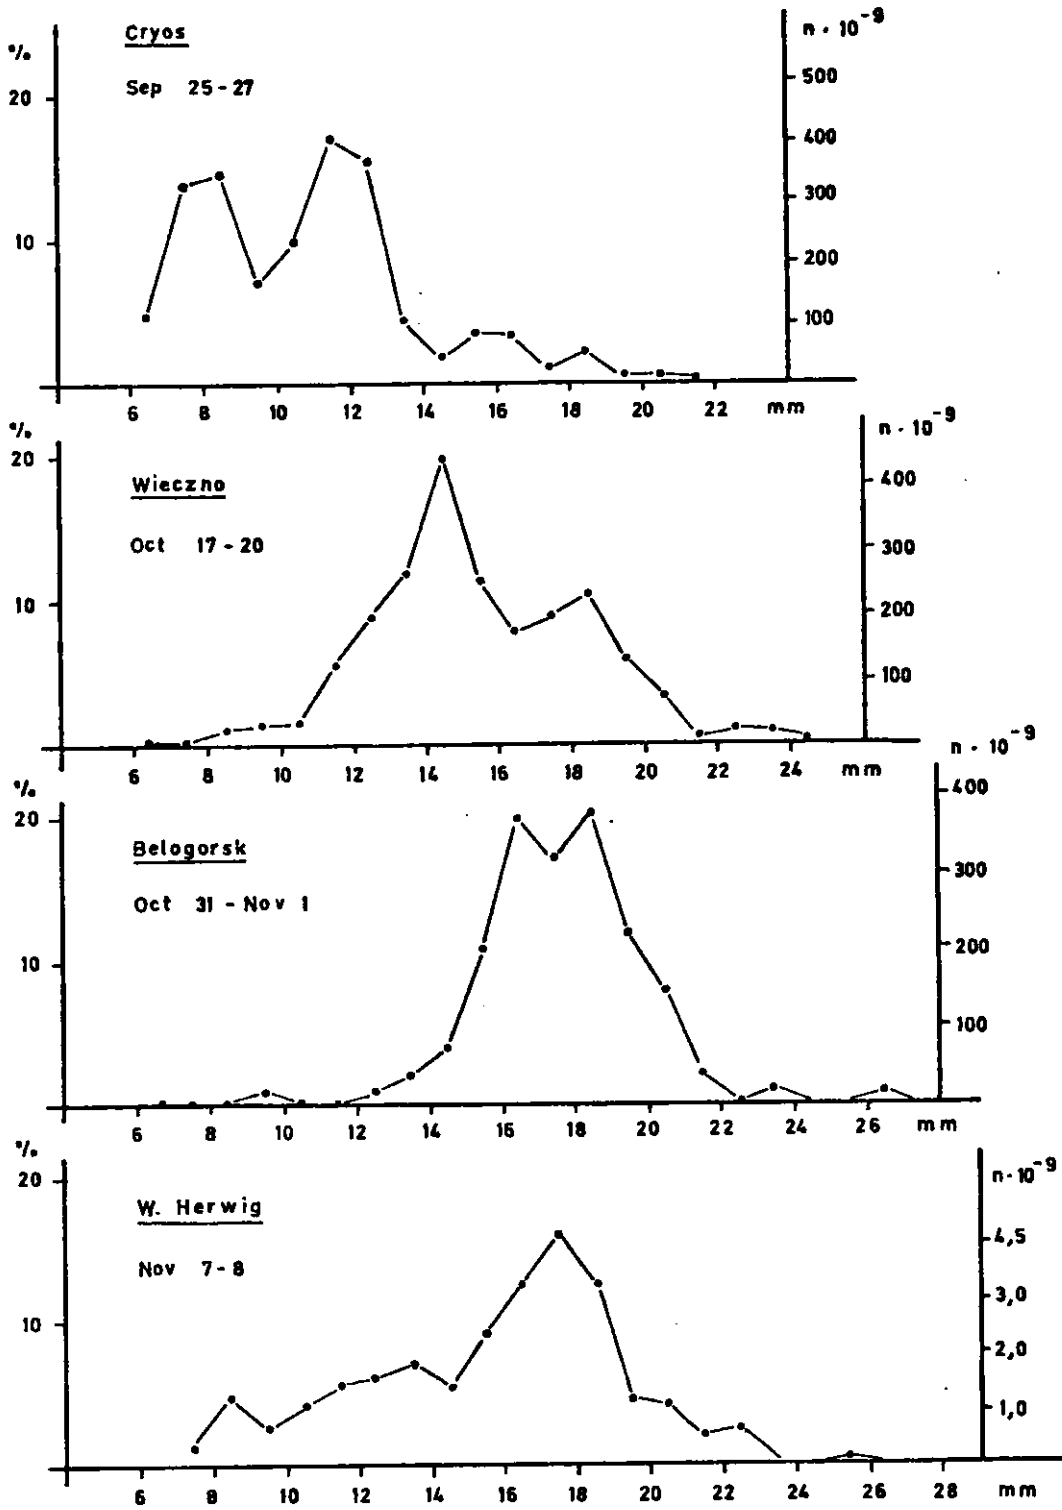 Cryos
n · 10⁻⁹
%
Sep 25-27
500
20
400
300
10
200
100
6 8 10 12 14 16 18 20 22 mm
%
n · 10⁻⁹
20
Wieczno
400
Oct 17-20
300
10
200
100
6 8 10 12 14 16 18 20 22 24 mm
n · 10⁻⁹
%
400
20
Belogorsk
300
Oct 31 - Nov 1
200
10
100
6 8 10 12 14 16 18 20 22 24 26 mm
%
n · 10⁻⁹
20
W. Herwig
4,5
Nov 7-8
3,0
10
2,0
1,0
6 8 10 12 14 16 18 20 22 24 26 28 mm